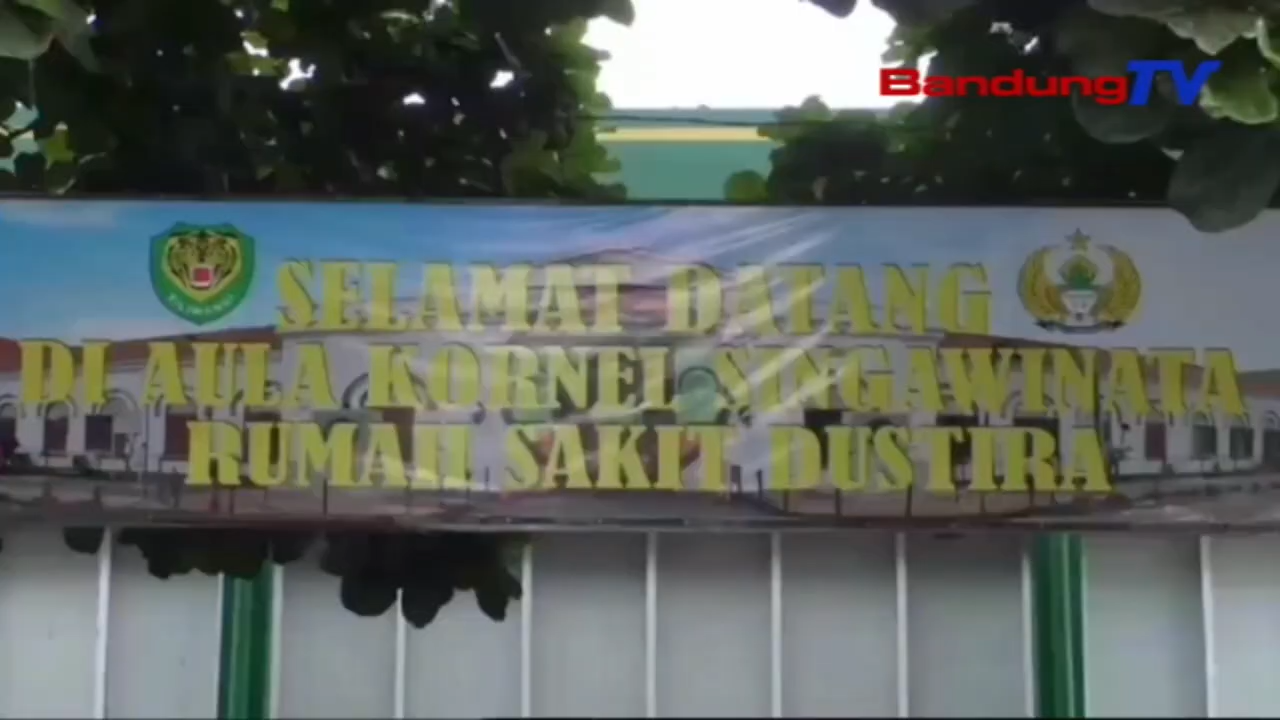 BandungTV
SELAMAT DATANG
DI AULA KORNEL SINGAWINATA
RUMAH SAKIT DUSTIRA